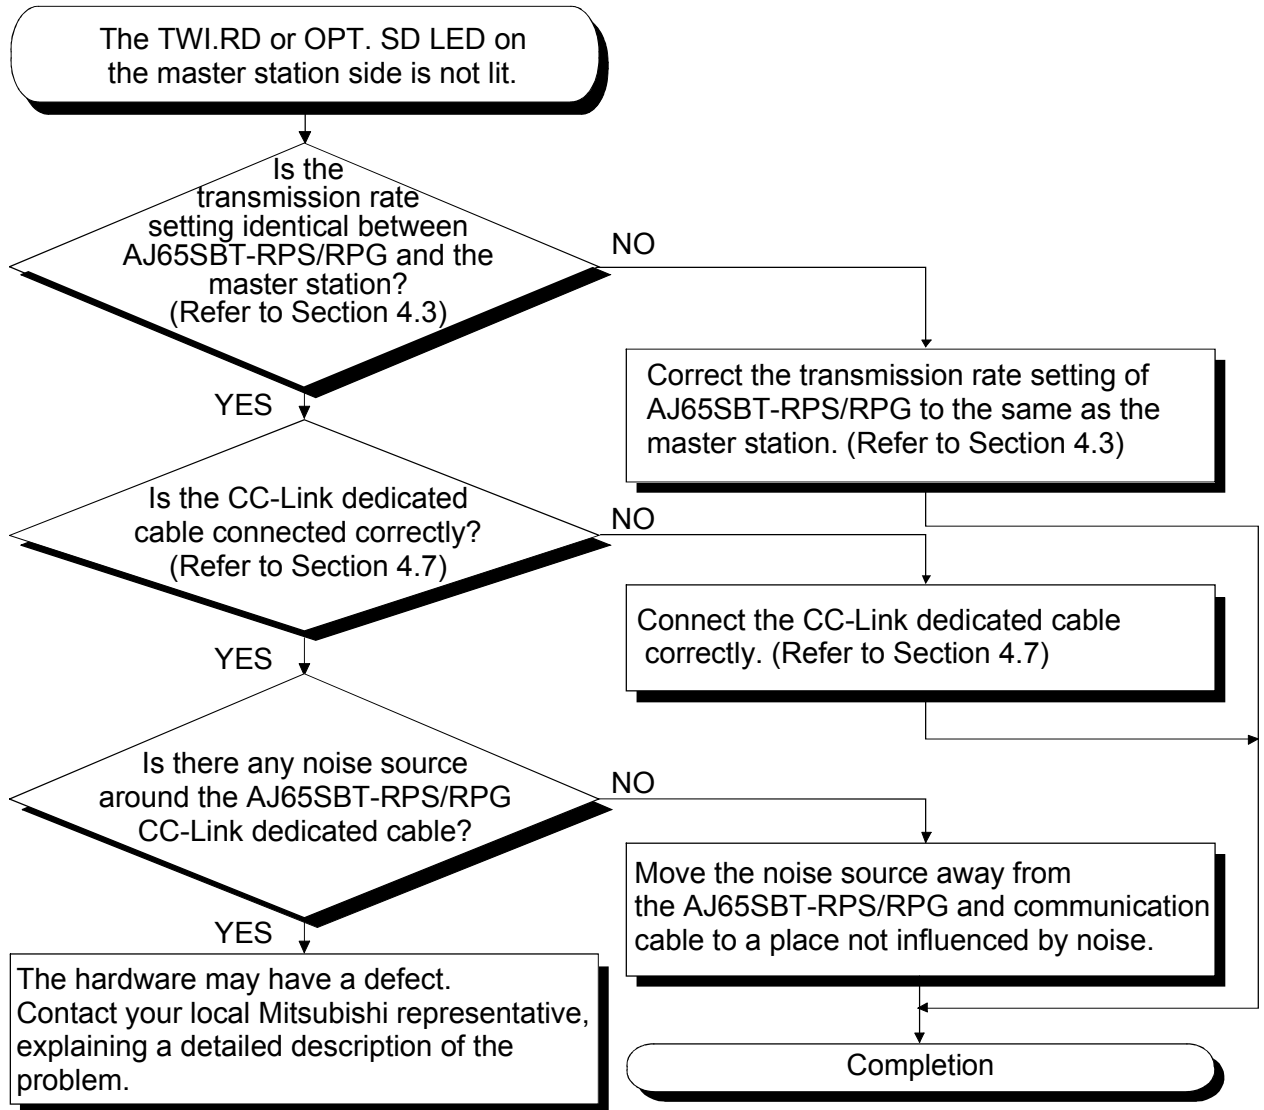 The TWI.RD or OPT. SD LED on
the master station side is not lit.
Is the
transmission rate
setting identical between
AJ65SBT-RPS/RPG and the
master station?
(Refer to Section 4.3)
NO
YES
Correct the transmission rate setting of
AJ65SBT-RPS/RPG to the same as the
master station. (Refer to Section 4.3)
Is the CC-Link dedicated
cable connected correctly?
(Refer to Section 4.7)
NO
YES
Connect the CC-Link dedicated cable
correctly. (Refer to Section 4.7)
Is there any noise source
around the AJ65SBT-RPS/RPG
CC-Link dedicated cable?
NO
YES
Move the noise source away from
the AJ65SBT-RPS/RPG and communication
cable to a place not influenced by noise.
The hardware may have a defect.
Contact your local Mitsubishi representative,
explaining a detailed description of the
problem.
Completion